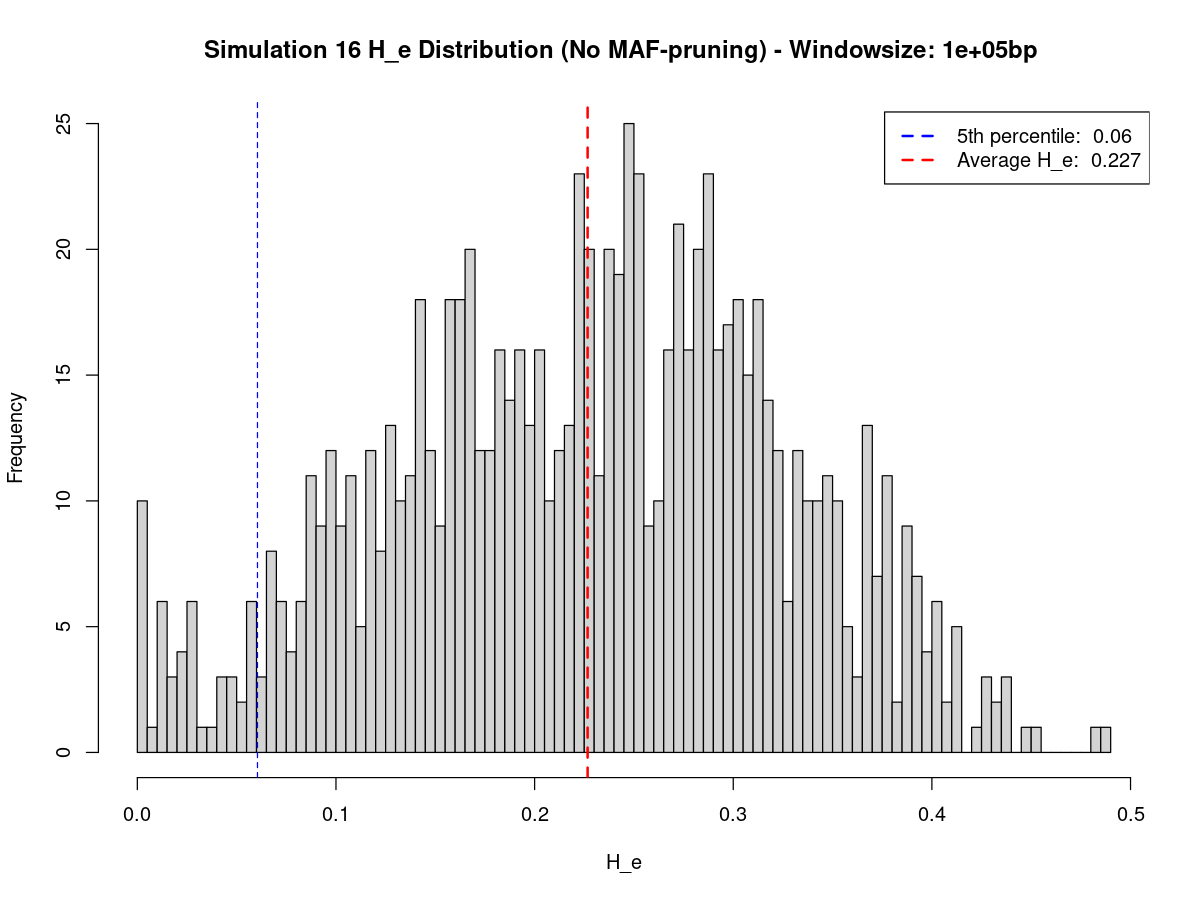 Simulation 16 H_e Distribution (No MAF-pruning) - Windowsize: 1e+05bp
5th percentile: 0.06
Average H_e: 0.227
25
20
15
10
5
0
Frequency
0.0 0.1 0.2 0.3 0.4 0.5
H_e